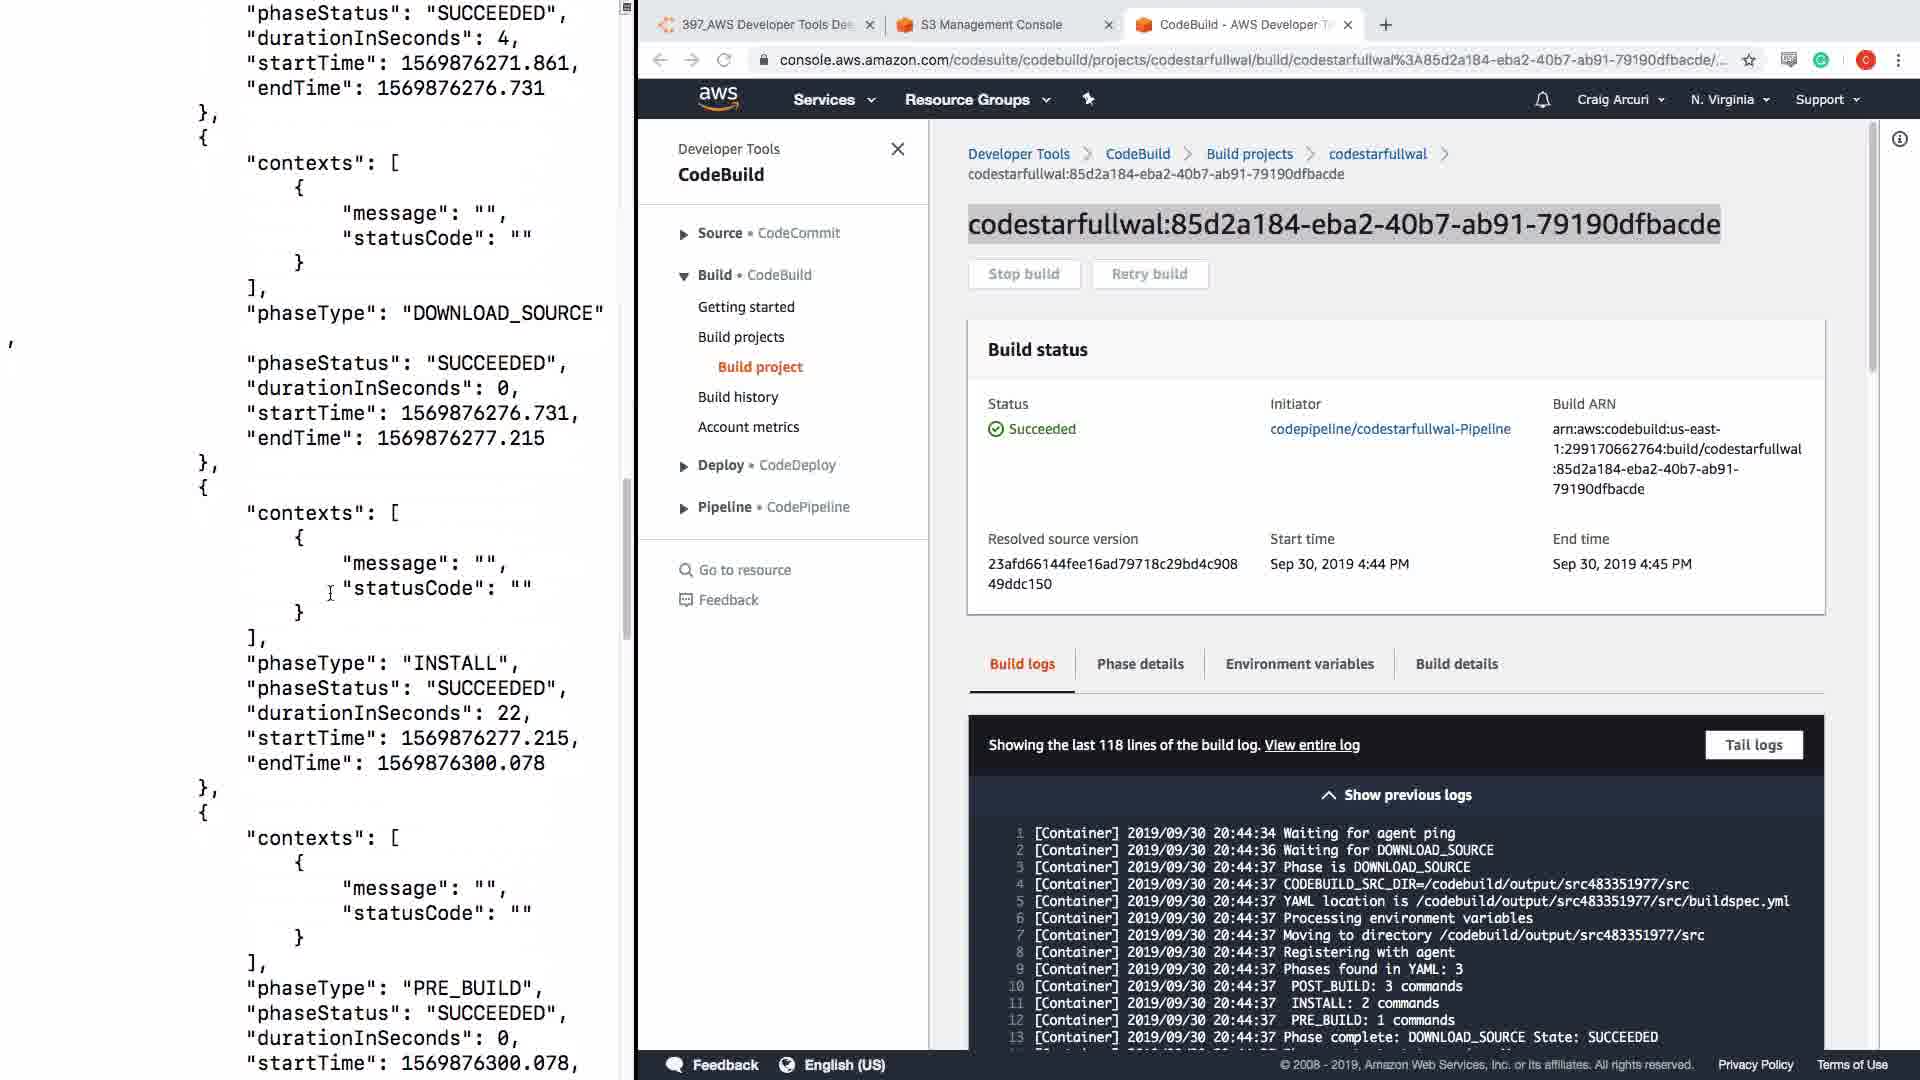 "phaseStatus": "SUCCEEDED",
"durationInSeconds": 4,
"startTime": 1569876271.861,
"endTime": 1569876276.731
},
{
"contexts": [
{
"message": "",
"statusCode": ""
}
],
"phaseType": "DOWNLOAD_SOURCE"
,
"phaseStatus": "SUCCEEDED",
"durationInSeconds": 0,
"startTime": 1569876276.731,
"endTime": 1569876277.215
},
{
"contexts": [
{
"message": "",
"statusCode": ""
}
],
"phaseType": "INSTALL",
"phaseStatus": "SUCCEEDED",
"durationInSeconds": 22,
"startTime": 1569876277.215,
"endTime": 1569876300.078
},
{
"contexts": [
{
"message": "",
"statusCode": ""
}
],
"phaseType": "PRE_BUILD",
"phaseStatus": "SUCCEEDED",
"durationInSeconds": 0,
"startTime": 1569876300.078,
397_AWS Developer Tools De
S3 Management Console
CodeBuild - AWS Developer T
console.aws.amazon.com/codesuite/codebuild/projects/codestarfullwal/build/codestarfullwal%3A85d2a184-eba2-40b7-ab91-79190dfbacde/...
C
aws
Services
Resource Groups
Craig Arcuri
N. Virginia
Support
Developer Tools
CodeBuild
Source • CodeCommit
Build • CodeBuild
Getting started
Build projects
Build project
Build history
Account metrics
Deploy • CodeDeploy
Pipeline • CodePipeline
Go to resource
Feedback
Developer Tools > CodeBuild > Build projects > codestarfullwal >
codestarfullwal:85d2a184-eba2-40b7-ab91-79190dfbacde
codestarfullwal:85d2a184-eba2-40b7-ab91-79190dfbacde
Stop build
Retry build
Build status
Status
Succeeded
Initiator
codepipeline/codestarfullwal-Pipeline
Build ARN
arn:aws:codebuild:us-east-
1:299170662764:build/codestarfullwal
:85d2a184-eba2-40b7-ab91-
79190dfbacde
Resolved source version
23afd66144fee16ad79718c29bd4c908
49ddc150
Start time
Sep 30, 2019 4:44 PM
End time
Sep 30, 2019 4:45 PM
Build logs
Phase details
Environment variables
Build details
Showing the last 118 lines of the build log. View entire log
Tail logs
Show previous logs
1 [Container] 2019/09/30 20:44:34 Waiting for agent ping
2 [Container] 2019/09/30 20:44:36 Waiting for DOWNLOAD_SOURCE
3 [Container] 2019/09/30 20:44:37 Phase is DOWNLOAD_SOURCE
4 [Container] 2019/09/30 20:44:37 CODEBUILD_SRC_DIR=/codebuild/output/src483351977/src
5 [Container] 2019/09/30 20:44:37 YAML location is /codebuild/output/src483351977/src/buildspec.yml
6 [Container] 2019/09/30 20:44:37 Processing environment variables
7 [Container] 2019/09/30 20:44:37 Moving to directory /codebuild/output/src483351977/src
8 [Container] 2019/09/30 20:44:37 Registering with agent
9 [Container] 2019/09/30 20:44:37 Phases found in YAML: 3
10 [Container] 2019/09/30 20:44:37 POST_BUILD: 3 commands
11 [Container] 2019/09/30 20:44:37 INSTALL: 2 commands
12 [Container] 2019/09/30 20:44:37 PRE_BUILD: 1 commands
13 [Container] 2019/09/30 20:44:37 Phase complete: DOWNLOAD_SOURCE State: SUCCEEDED
Feedback
English (US)
© 2008 - 2019, Amazon Web Services, Inc. or its affiliates. All rights reserved.
Privacy Policy
Terms of Use